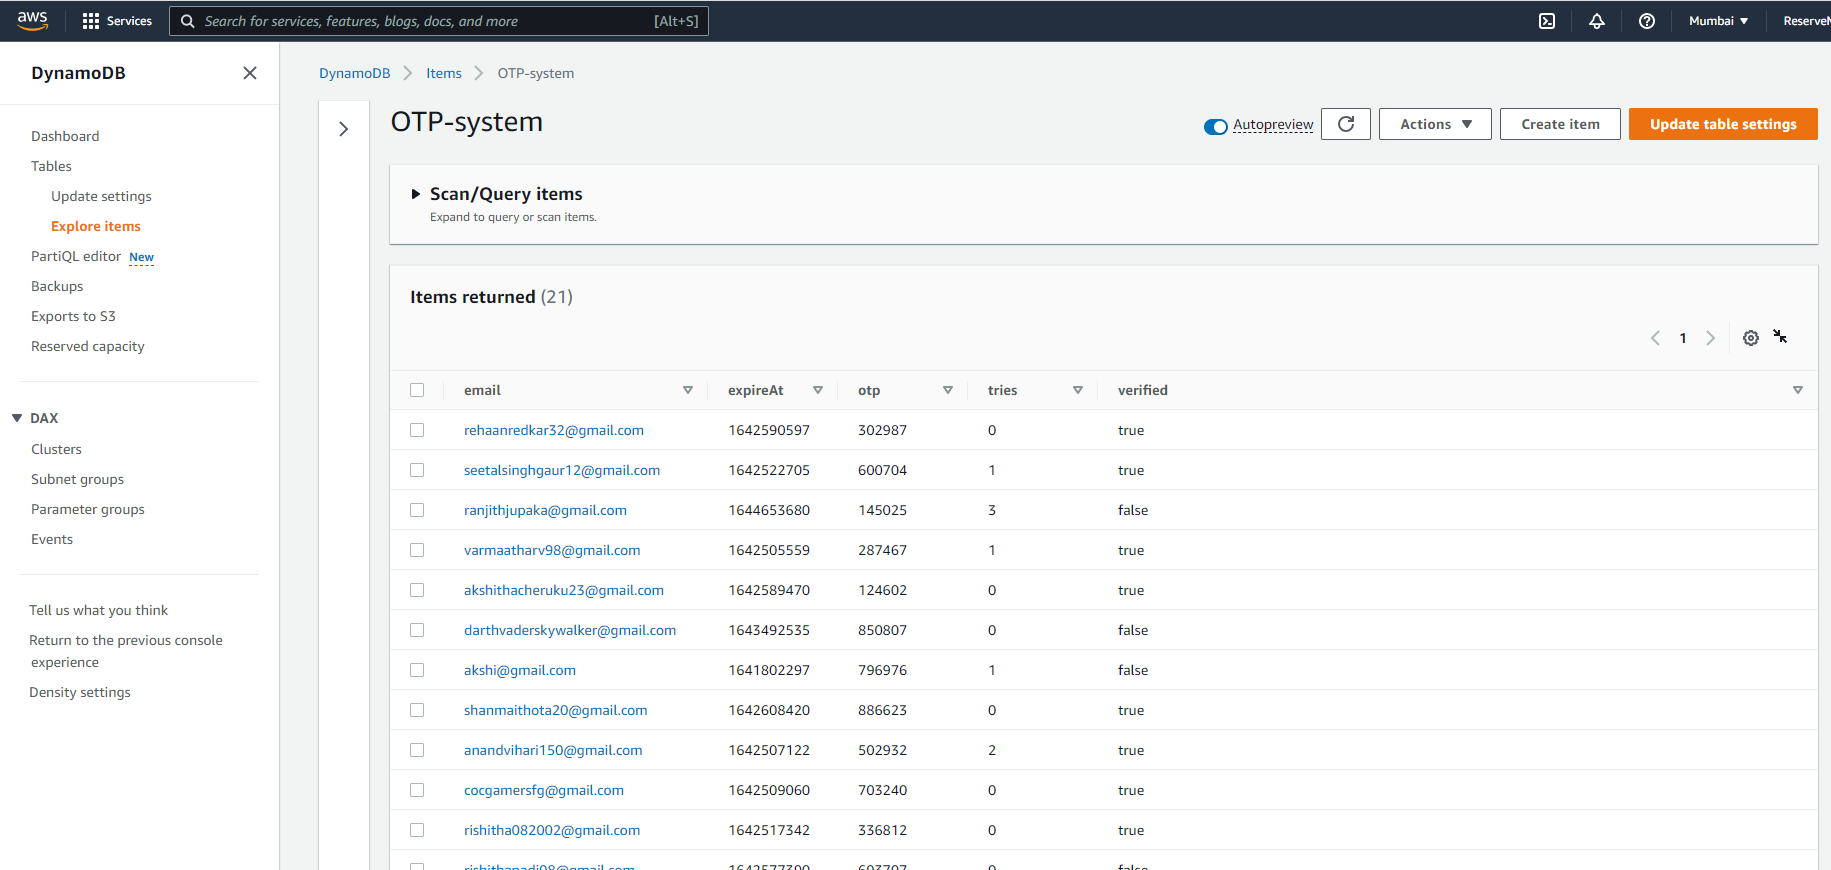 aws Services Search for services, features, blogs, docs, and more [Alt+S] Mumbai
DynamoDB
Dashboard
Tables
Update settings
Explore items
PartiQL editor New
Backups
Exports to S3
Reserved capacity
DAX
Clusters
Subnet groups
Parameter groups
Events
Tell us what you think
Return to the previous console
experience
Density settings
DynamoDB Items OTP-system
OTP-system
Autopreview Actions Create item Update table settings
Scan/Query items
Expand to query or scan items.
Items returned (21)
1
email expireAt otp tries verified
rehaanredkar32@gmail.com 1642590597 302987 0 true
seetalsinghgaur12@gmail.com 1642522705 600704 1 true
ranjithjupaka@gmail.com 1644653680 145025 3 false
varmaatharv98@gmail.com 1642505559 287467 1 true
akshithacheruku23@gmail.com 1642589470 124602 0 true
darthvaderskywalker@gmail.com 1643492535 850807 0 false
akshi@gmail.com 1641802297 796976 1 false
shanmaithota20@gmail.com 1642608420 886623 0 true
anandvihari150@gmail.com 1642507122 502932 2 true
cocgamersfg@gmail.com 1642509060 703240 0 true
rishitha082002@gmail.com 1642517342 336812 0 true